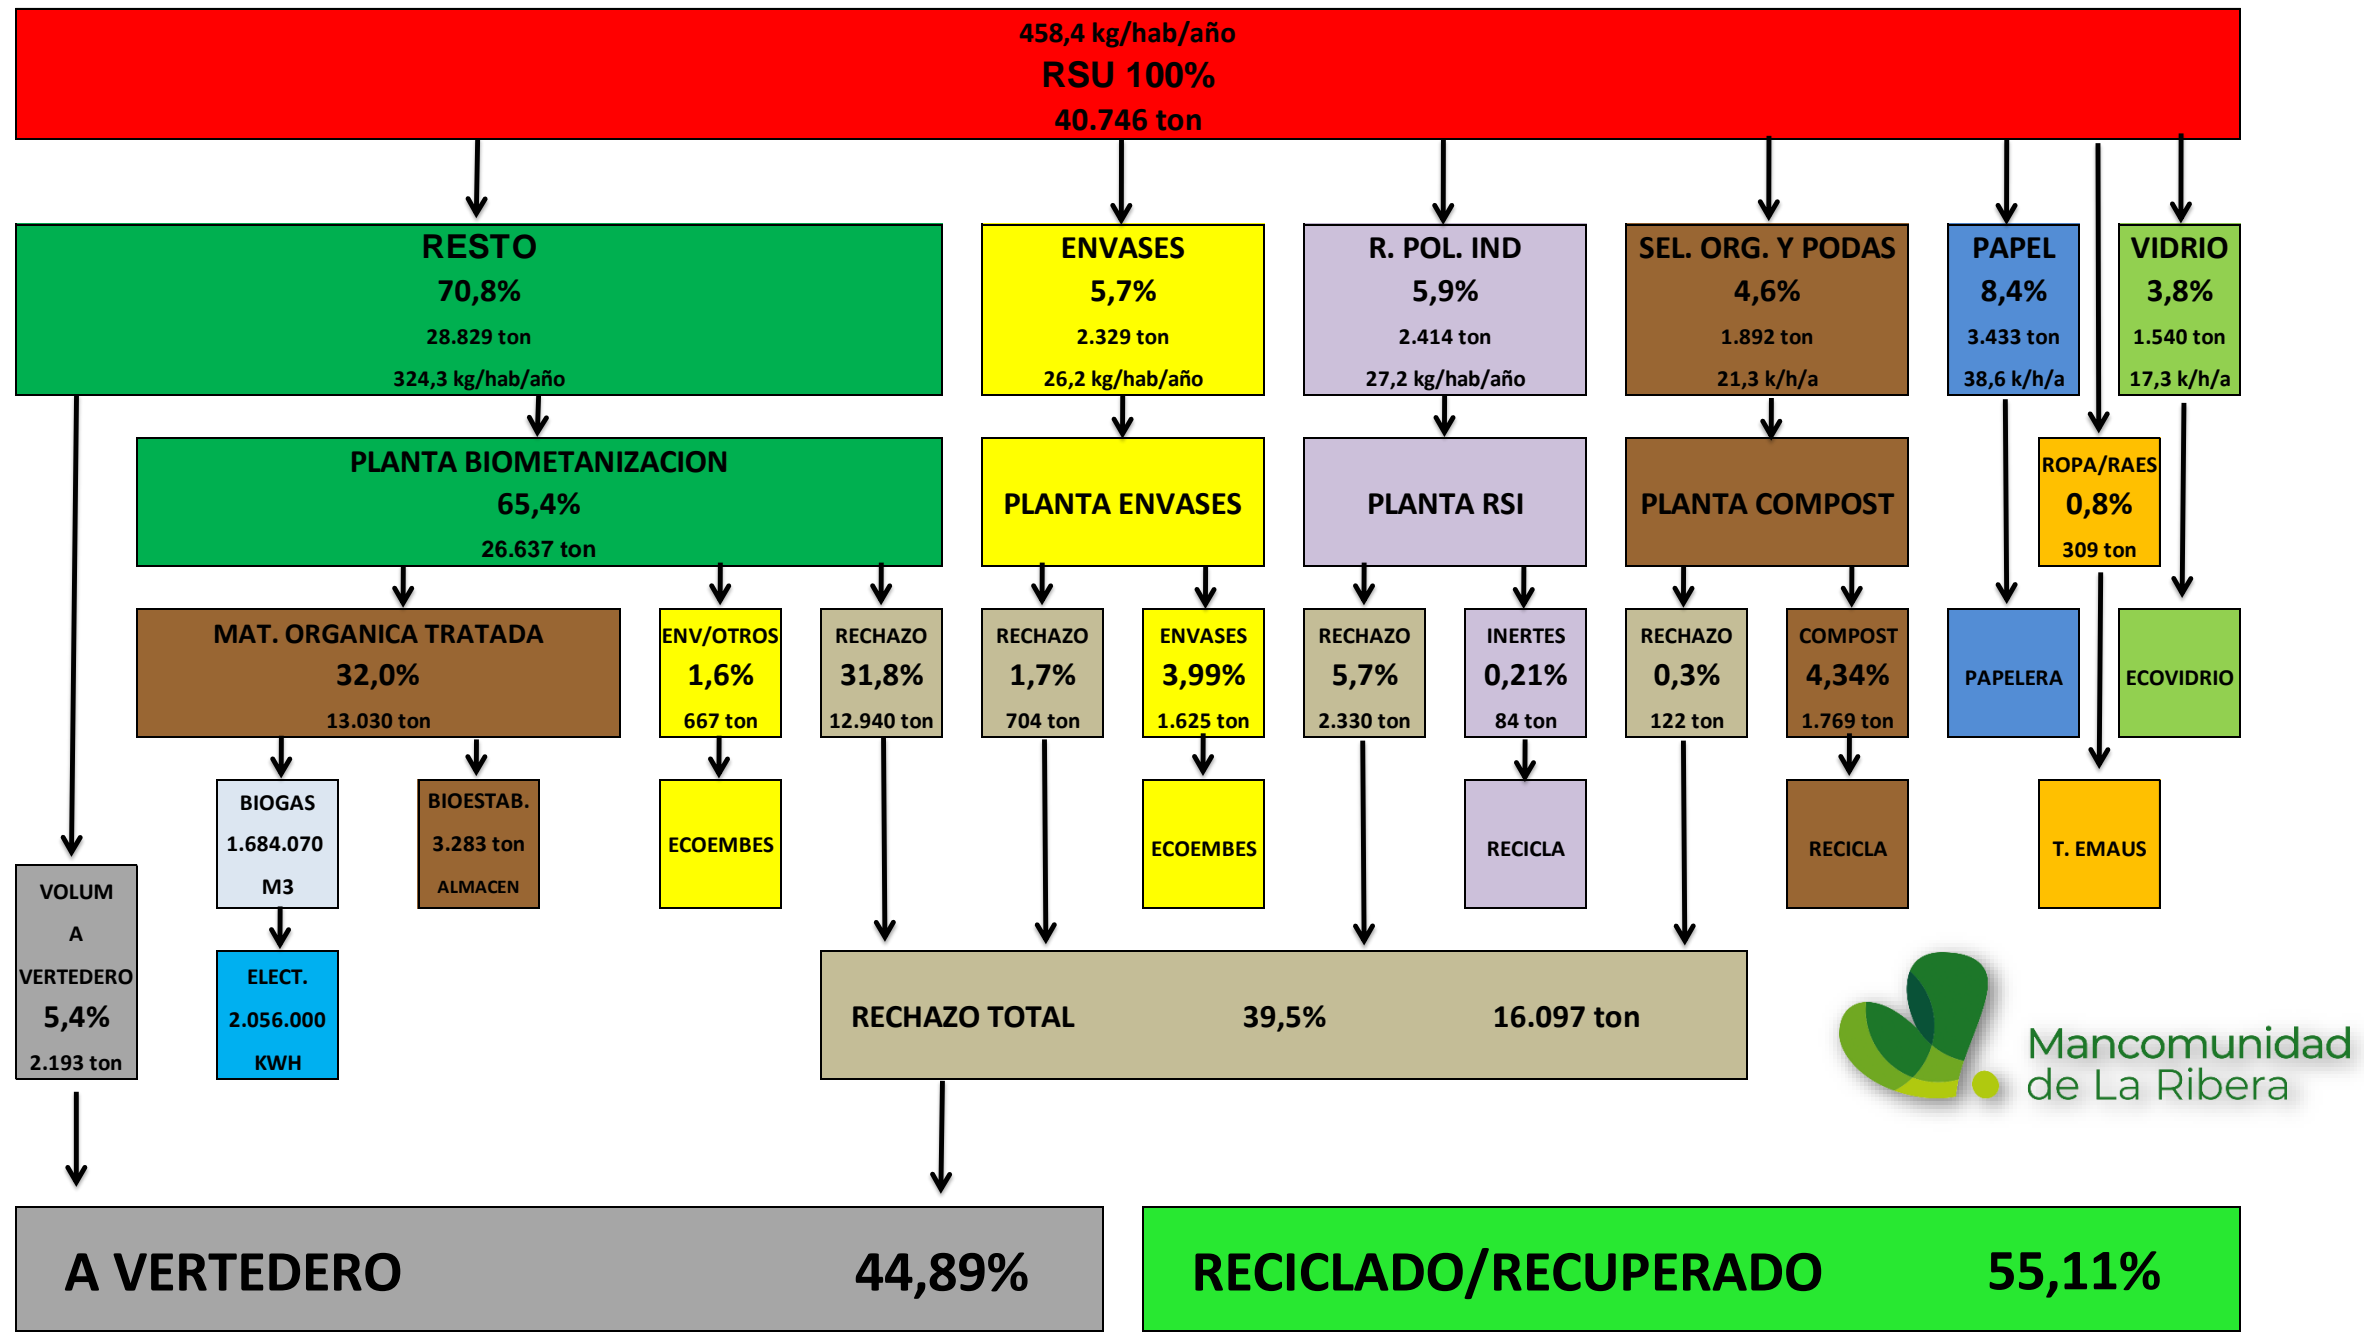 458,4 kg/hab/año
RSU 100%
40.746 ton
RESTO
70,8%
28.829 ton
324,3 kg/hab/año
ENVASES
5,7%
2.329 ton
26,2 kg/hab/año
R. POL. IND
5,9%
2.414 ton
27,2 kg/hab/año
SEL. ORG. Y PODAS
4,6%
1.892 ton
21,3 k/h/a
PAPEL
8,4%
3.433 ton
38,6 k/h/a
VIDRIO
3,8%
1.540 ton
17,3 k/h/a
PLANTA BIOMETANIZACION
65,4%
26.637 ton
PLANTA ENVASES
PLANTA RSI
PLANTA COMPOST
ROPA/RAES
0,8%
309 ton
MAT. ORGANICA TRATADA
32,0%
13.030 ton
ENV/OTROS
1,6%
667 ton
RECHAZO
31,8%
12.940 ton
RECHAZO
1,7%
704 ton
ENVASES
3,99%
1.625 ton
RECHAZO
5,7%
2.330 ton
INERTES
0,21%
84 ton
RECHAZO
0,3%
122 ton
COMPOST
4,34%
1.769 ton
PAPELERA
ECOVIDRIO
BIOGAS
1.684.070
M3
BIOESTAB.
3.283 ton
ALMACEN
ECOEMBES
ECOEMBES
RECICLA
RECICLA
T. EMAUS
VOLUM
A
VERTEDERO
5,4%
2.193 ton
ELECT.
2.056.000
KWH
RECHAZO TOTAL 39,5% 16.097 ton
Mancomunidad
de La Ribera
A VERTEDERO 44,89%
RECICLADO/RECUPERADO 55,11%